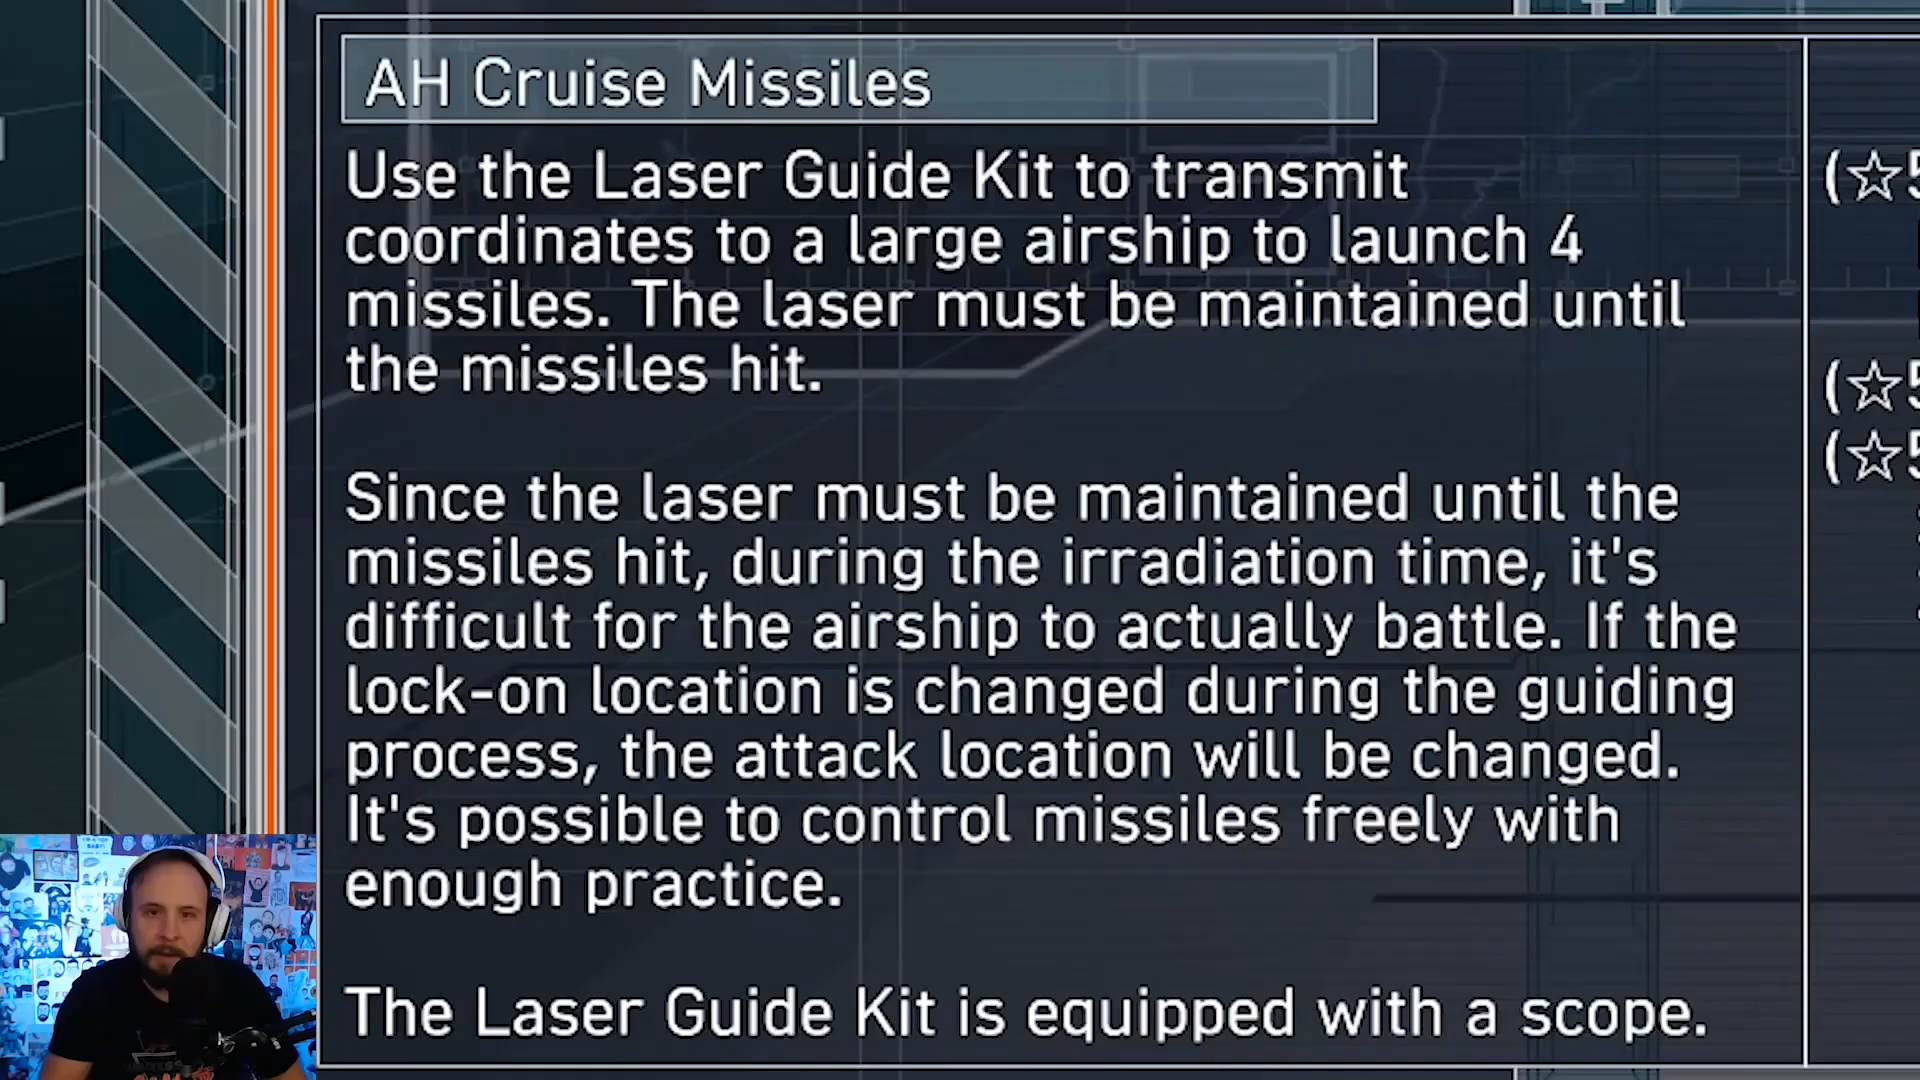 AH Cruise Missiles
Use the Laser Guide Kit to transmit
coordinates to a large airship to launch 4
missiles. The laser must be maintained until
the missiles hit.
Since the laser must be maintained until the
missiles hit, during the irradiation time, it's
difficult for the airship to actually battle. If the
lock-on location is changed during the guiding
process, the attack location will be changed.
It's possible to control missiles freely with
enough practice.
The Laser Guide Kit is equipped with a scope.
(☆5
(☆5
(☆5